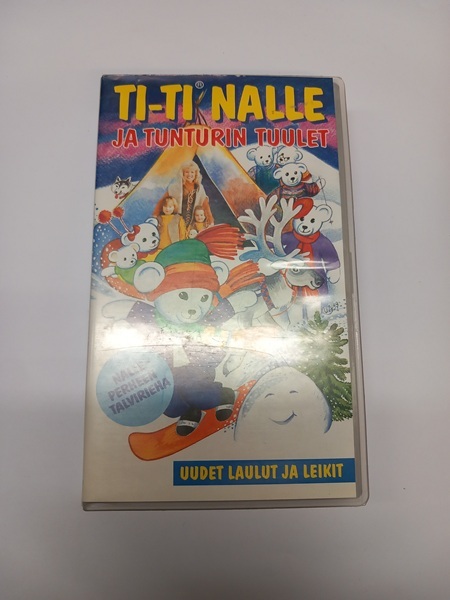 TI-TI® NALLE
JA TUNTURIN TUULET
NALLE-
PERHEEN
TALVIRIEHA
UUDET LAULUT JA LEIKIT